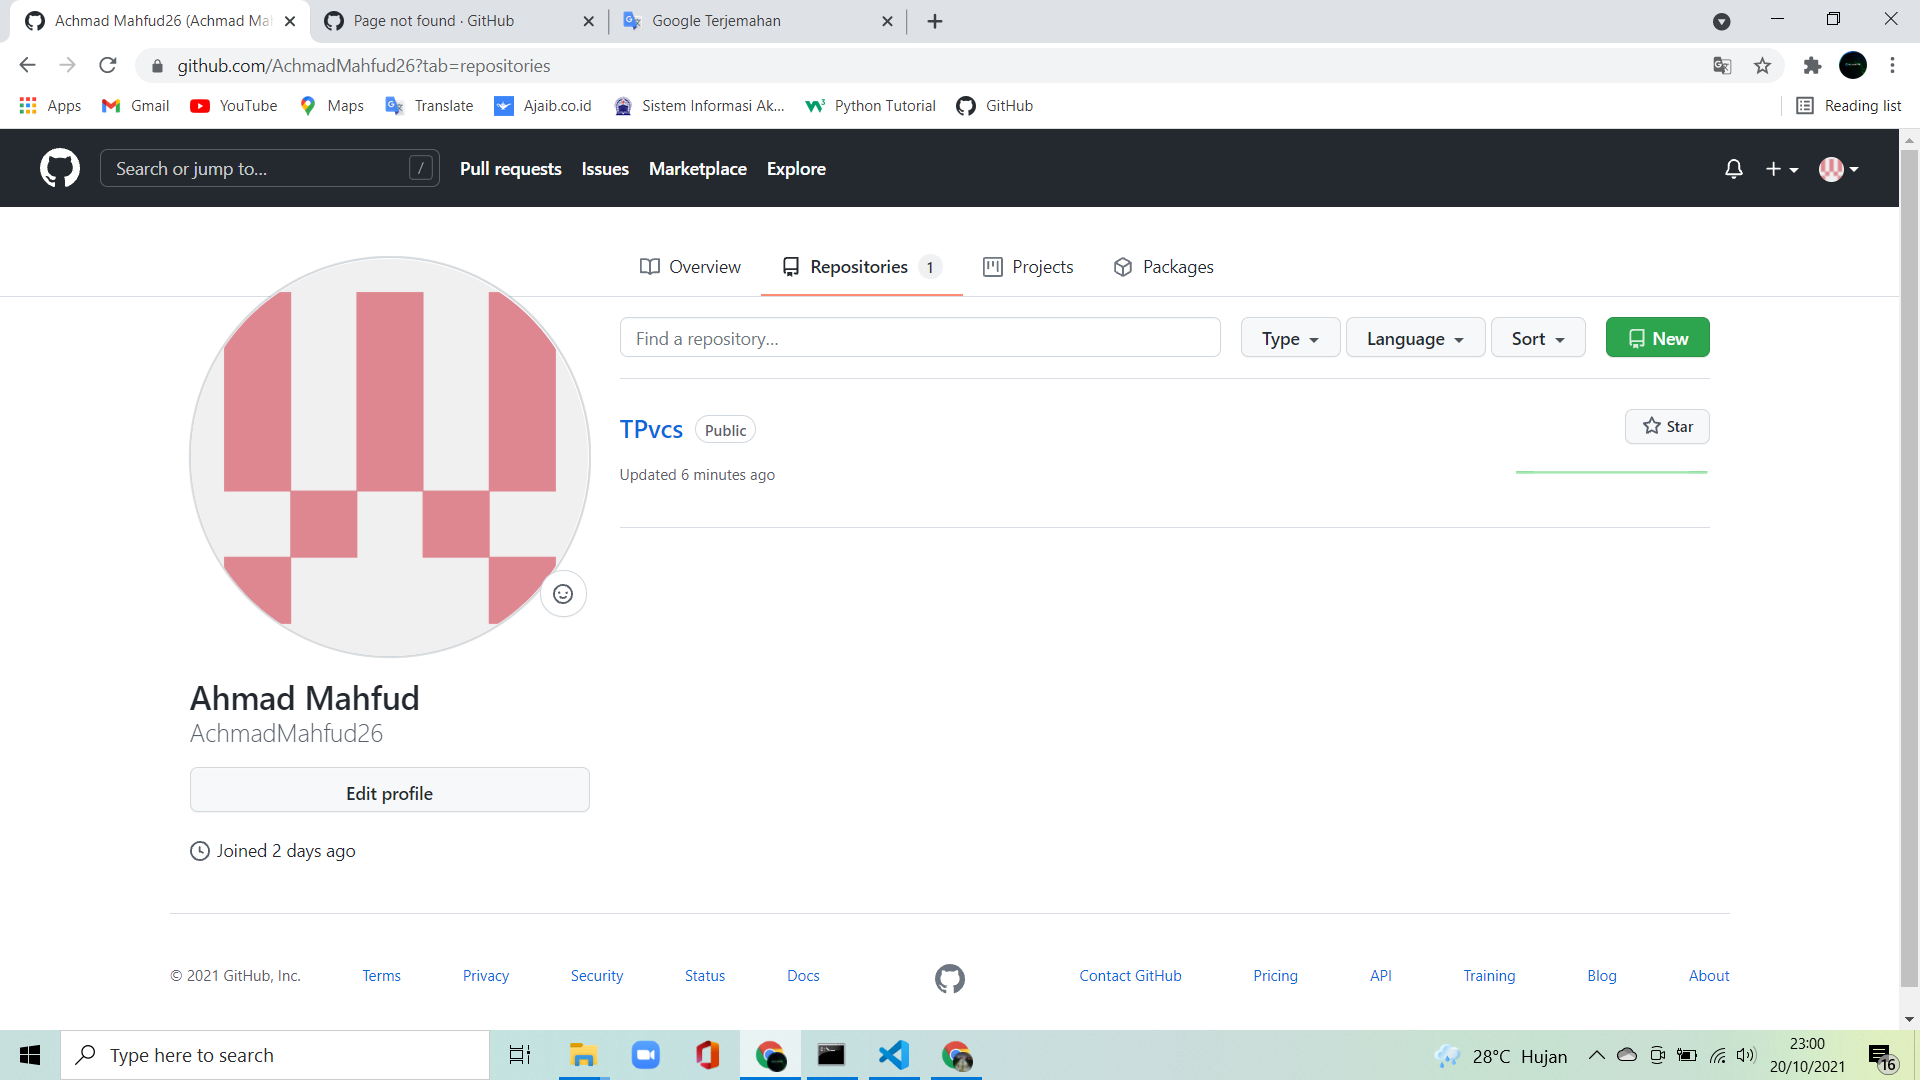 Achmad Mahfud26 (Achmad Mah
Page not found · GitHub
Google Terjemahan
github.com/AchmadMahfud26?tab=repositories
Apps
Gmail
YouTube
Maps
Translate
Ajaib.co.id
Sistem Informasi Ak...
Python Tutorial
GitHub
Reading list
Search or jump to...
/
Pull requests
Issues
Marketplace
Explore
Overview
Repositories 1
Projects
Packages
Find a repository...
Type
Language
Sort
New
TPvcs
Public
Star
Updated 6 minutes ago
Ahmad Mahfud
AchmadMahfud26
Edit profile
Joined 2 days ago
© 2021 GitHub, Inc.
Terms
Privacy
Security
Status
Docs
Contact GitHub
Pricing
API
Training
Blog
About
Type here to search
28°C Hujan
23:00
20/10/2021
16